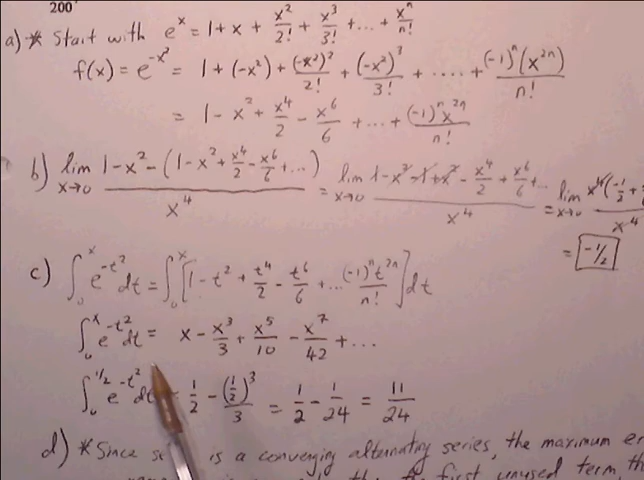 200
a) * Start with e^x = 1 + x + x^2/2! + x^3/3! + ... + x^n/n!
f(x) = e^{-x^2} = 1 + (-x^2) + (-x^2)^2/2! + (-x^2)^3/3! + .... + (-1)^n (x^{2n})/n!
= 1 - x^2 + x^4/2 - x^6/6 + ... + (-1)^n x^{2n}/n!
b) lim x→0 1-x^2-(1-x^2+x^4/2-x^6/6+...)/x^4 = lim x→0 1-x^2-1+x^2-x^4/2+x^6/6.../x^4 = lim x→0 x^4(-1/2+/x^4
= -1/2
c) ∫_0^x e^{-t^2} dt = ∫_0^x [1 - t^2 + t^4/2 - t^6/6 + ... (-1)^n t^{2n}/n! ] dt
∫_0^x e^{-t^2} dt = x - x^3/3 + x^5/10 - x^7/42 + ...
∫_0^{1/2} e^{-t^2} dt 1/2 - (1/2)^3/3 = 1/2 - 1/24 = 11/24
d) * Since is a converging alternating series, the maximum
first unused term,